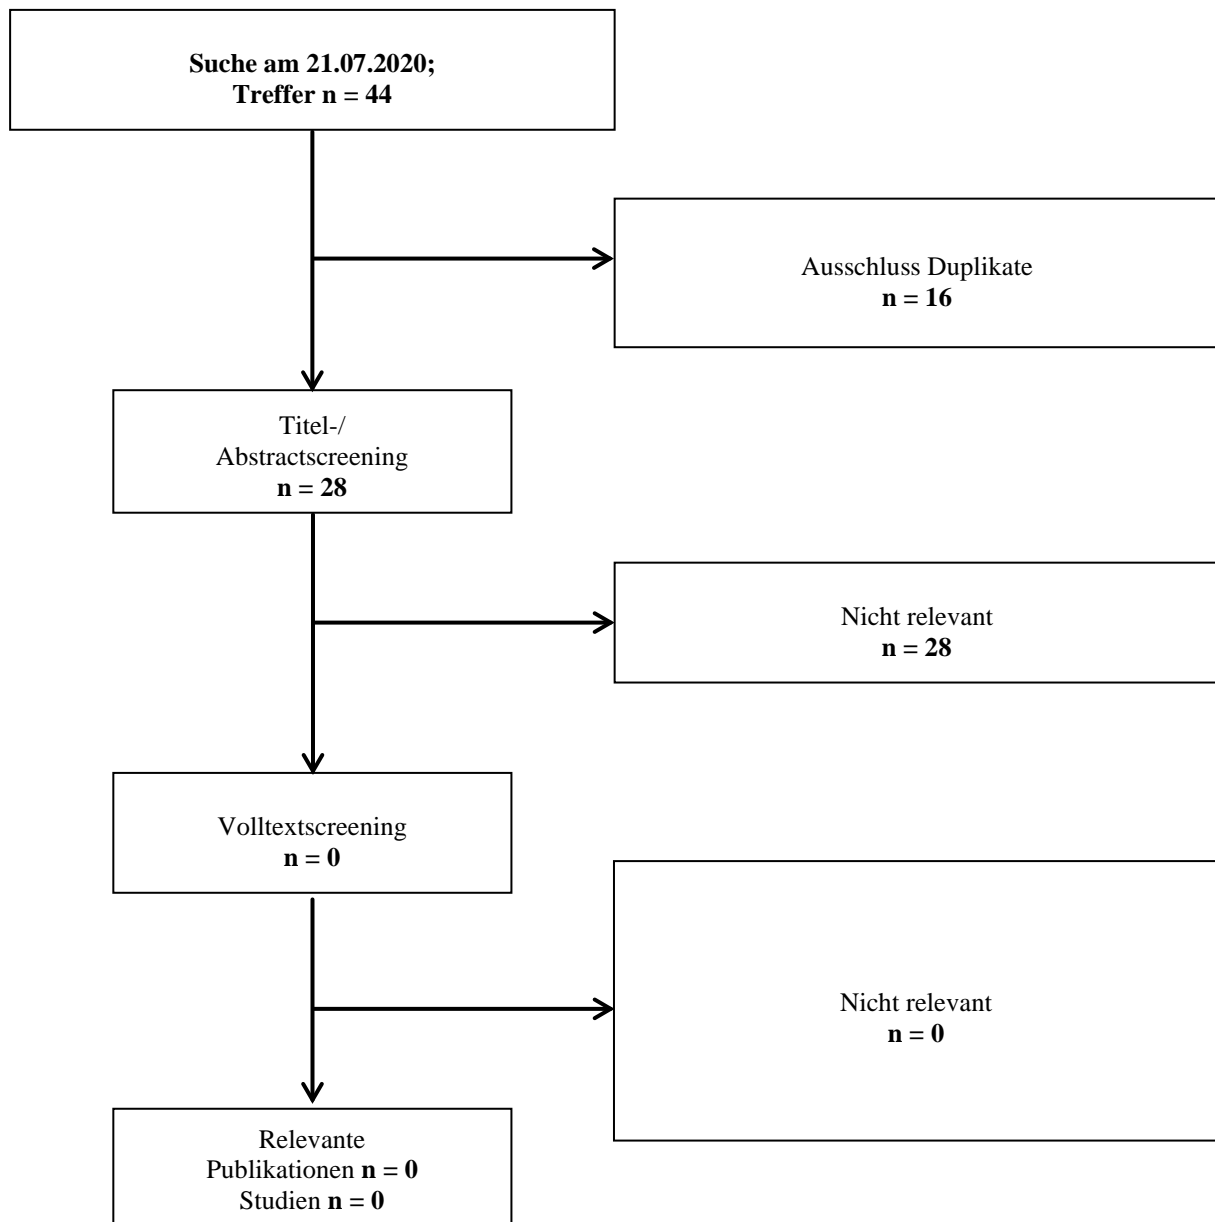 Suche am 21.07.2020;
Treffer n = 44
Ausschluss Duplikate
n = 16
Titel-/
Abstractscreening
n = 28
Nicht relevant
n = 28
Volltextscreening
n = 0
Nicht relevant
n = 0
Relevante
Publikationen n = 0
Studien n = 0